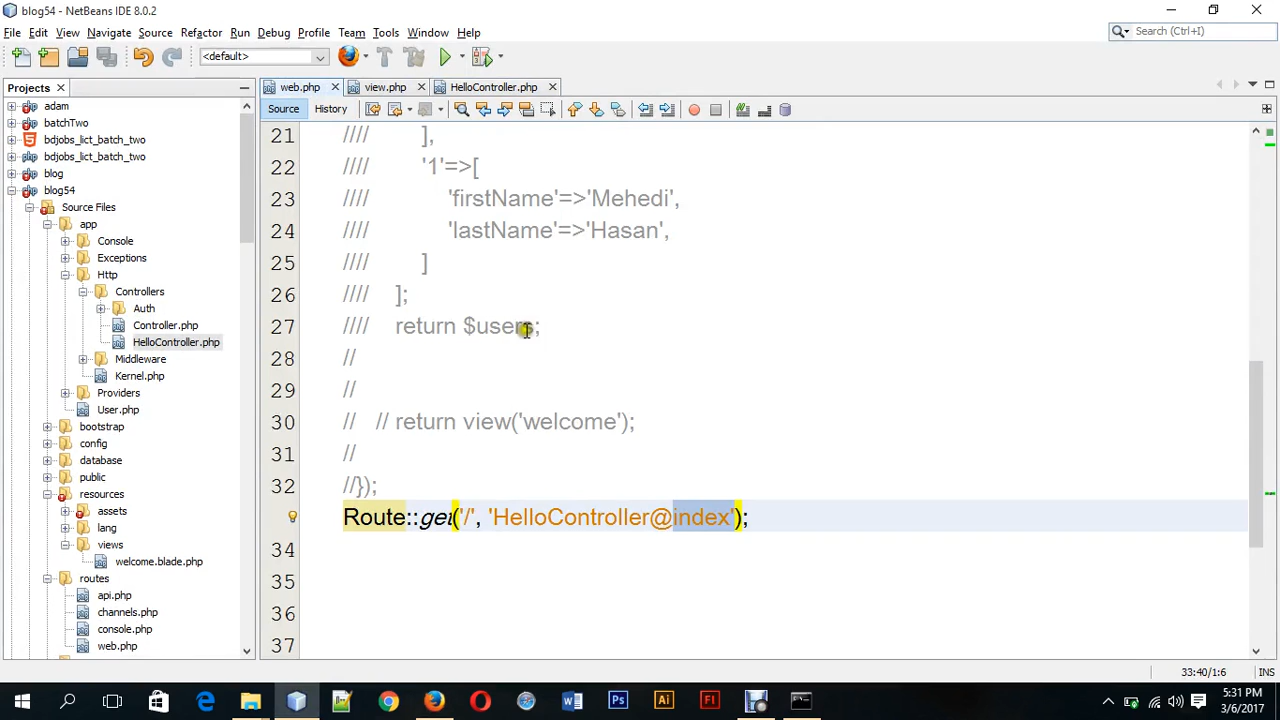 blog54 - NetBeans IDE 8.0.2
File Edit View Navigate Source Refactor Run Debug Profile Team Tools Window Help
Search (Ctrl+I)
<default>
Projects
web.php view.php HelloController.php
Source History
adam
batchTwo
bdjobs_lict_batch_two
bdjobs_lict_batch_two
blog
blog54
Source Files
app
Console
Exceptions
Http
Controllers
Auth
Controller.php
HelloController.php
Middleware
Kernel.php
Providers
User.php
bootstrap
config
database
public
resources
assets
lang
views
welcome.blade.php
routes
api.php
channels.php
console.php
web.php
21 //// ],
22 //// '1'=>[
23 //// 'firstName'=>'Mehedi',
24 //// 'lastName'=>'Hasan',
25 //// ]
26 //// ];
27 //// return $users;
28 //
29 //
30 // // return view('welcome');
31 //
32 //});
Route::get('/', 'HelloController@index');
34
35
36
37
33:40/1:6 INS
5:31 PM
3/6/2017